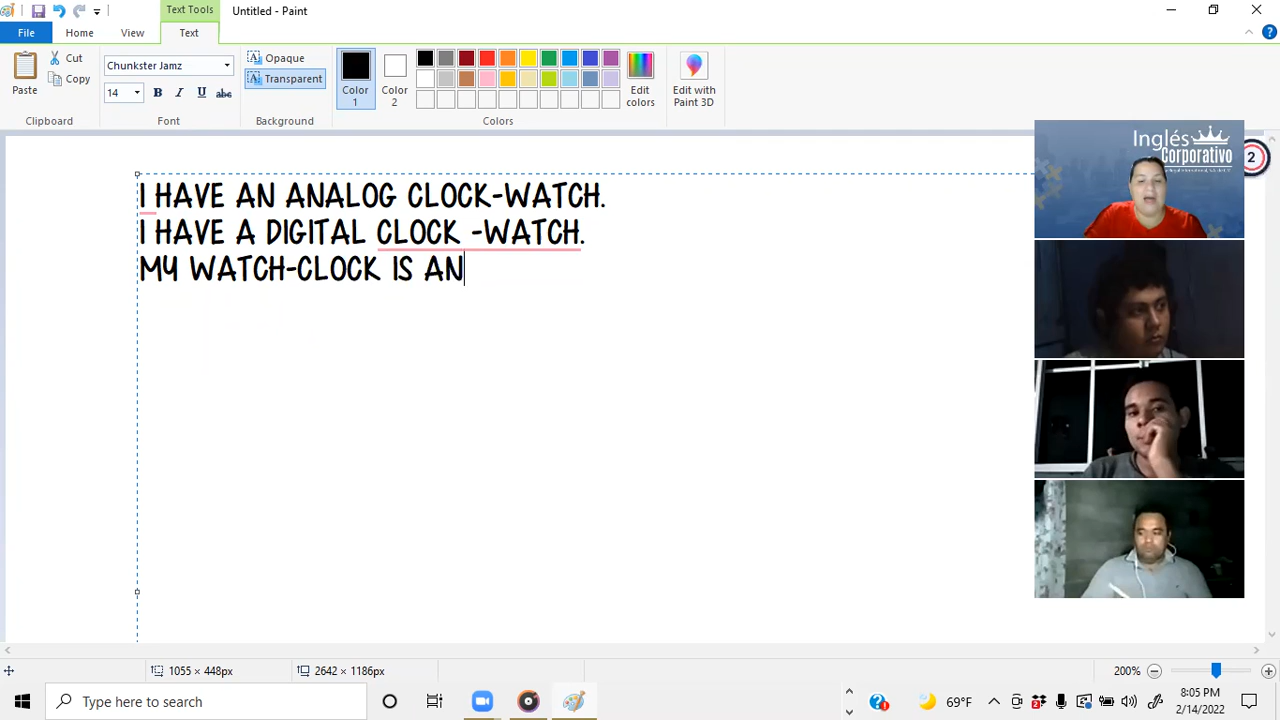 Untitled - Paint
Text Tools
File
Home
View
Text
Paste
Cut
Copy
Clipboard
Chunkster Jamz
14
B I U abc
Font
Opaque
Transparent
Background
Color 1
Color 2
Edit colors
Edit with Paint 3D
Colors
I HAVE AN ANALOG CLOCK-WATCH.
I HAVE A DIGITAL CLOCK -WATCH.
MY WATCH-CLOCK IS AN
Inglés
Corporativo
2
1055 × 448px
2642 × 1186px
200%
Type here to search
69°F
8:05 PM
2/14/2022